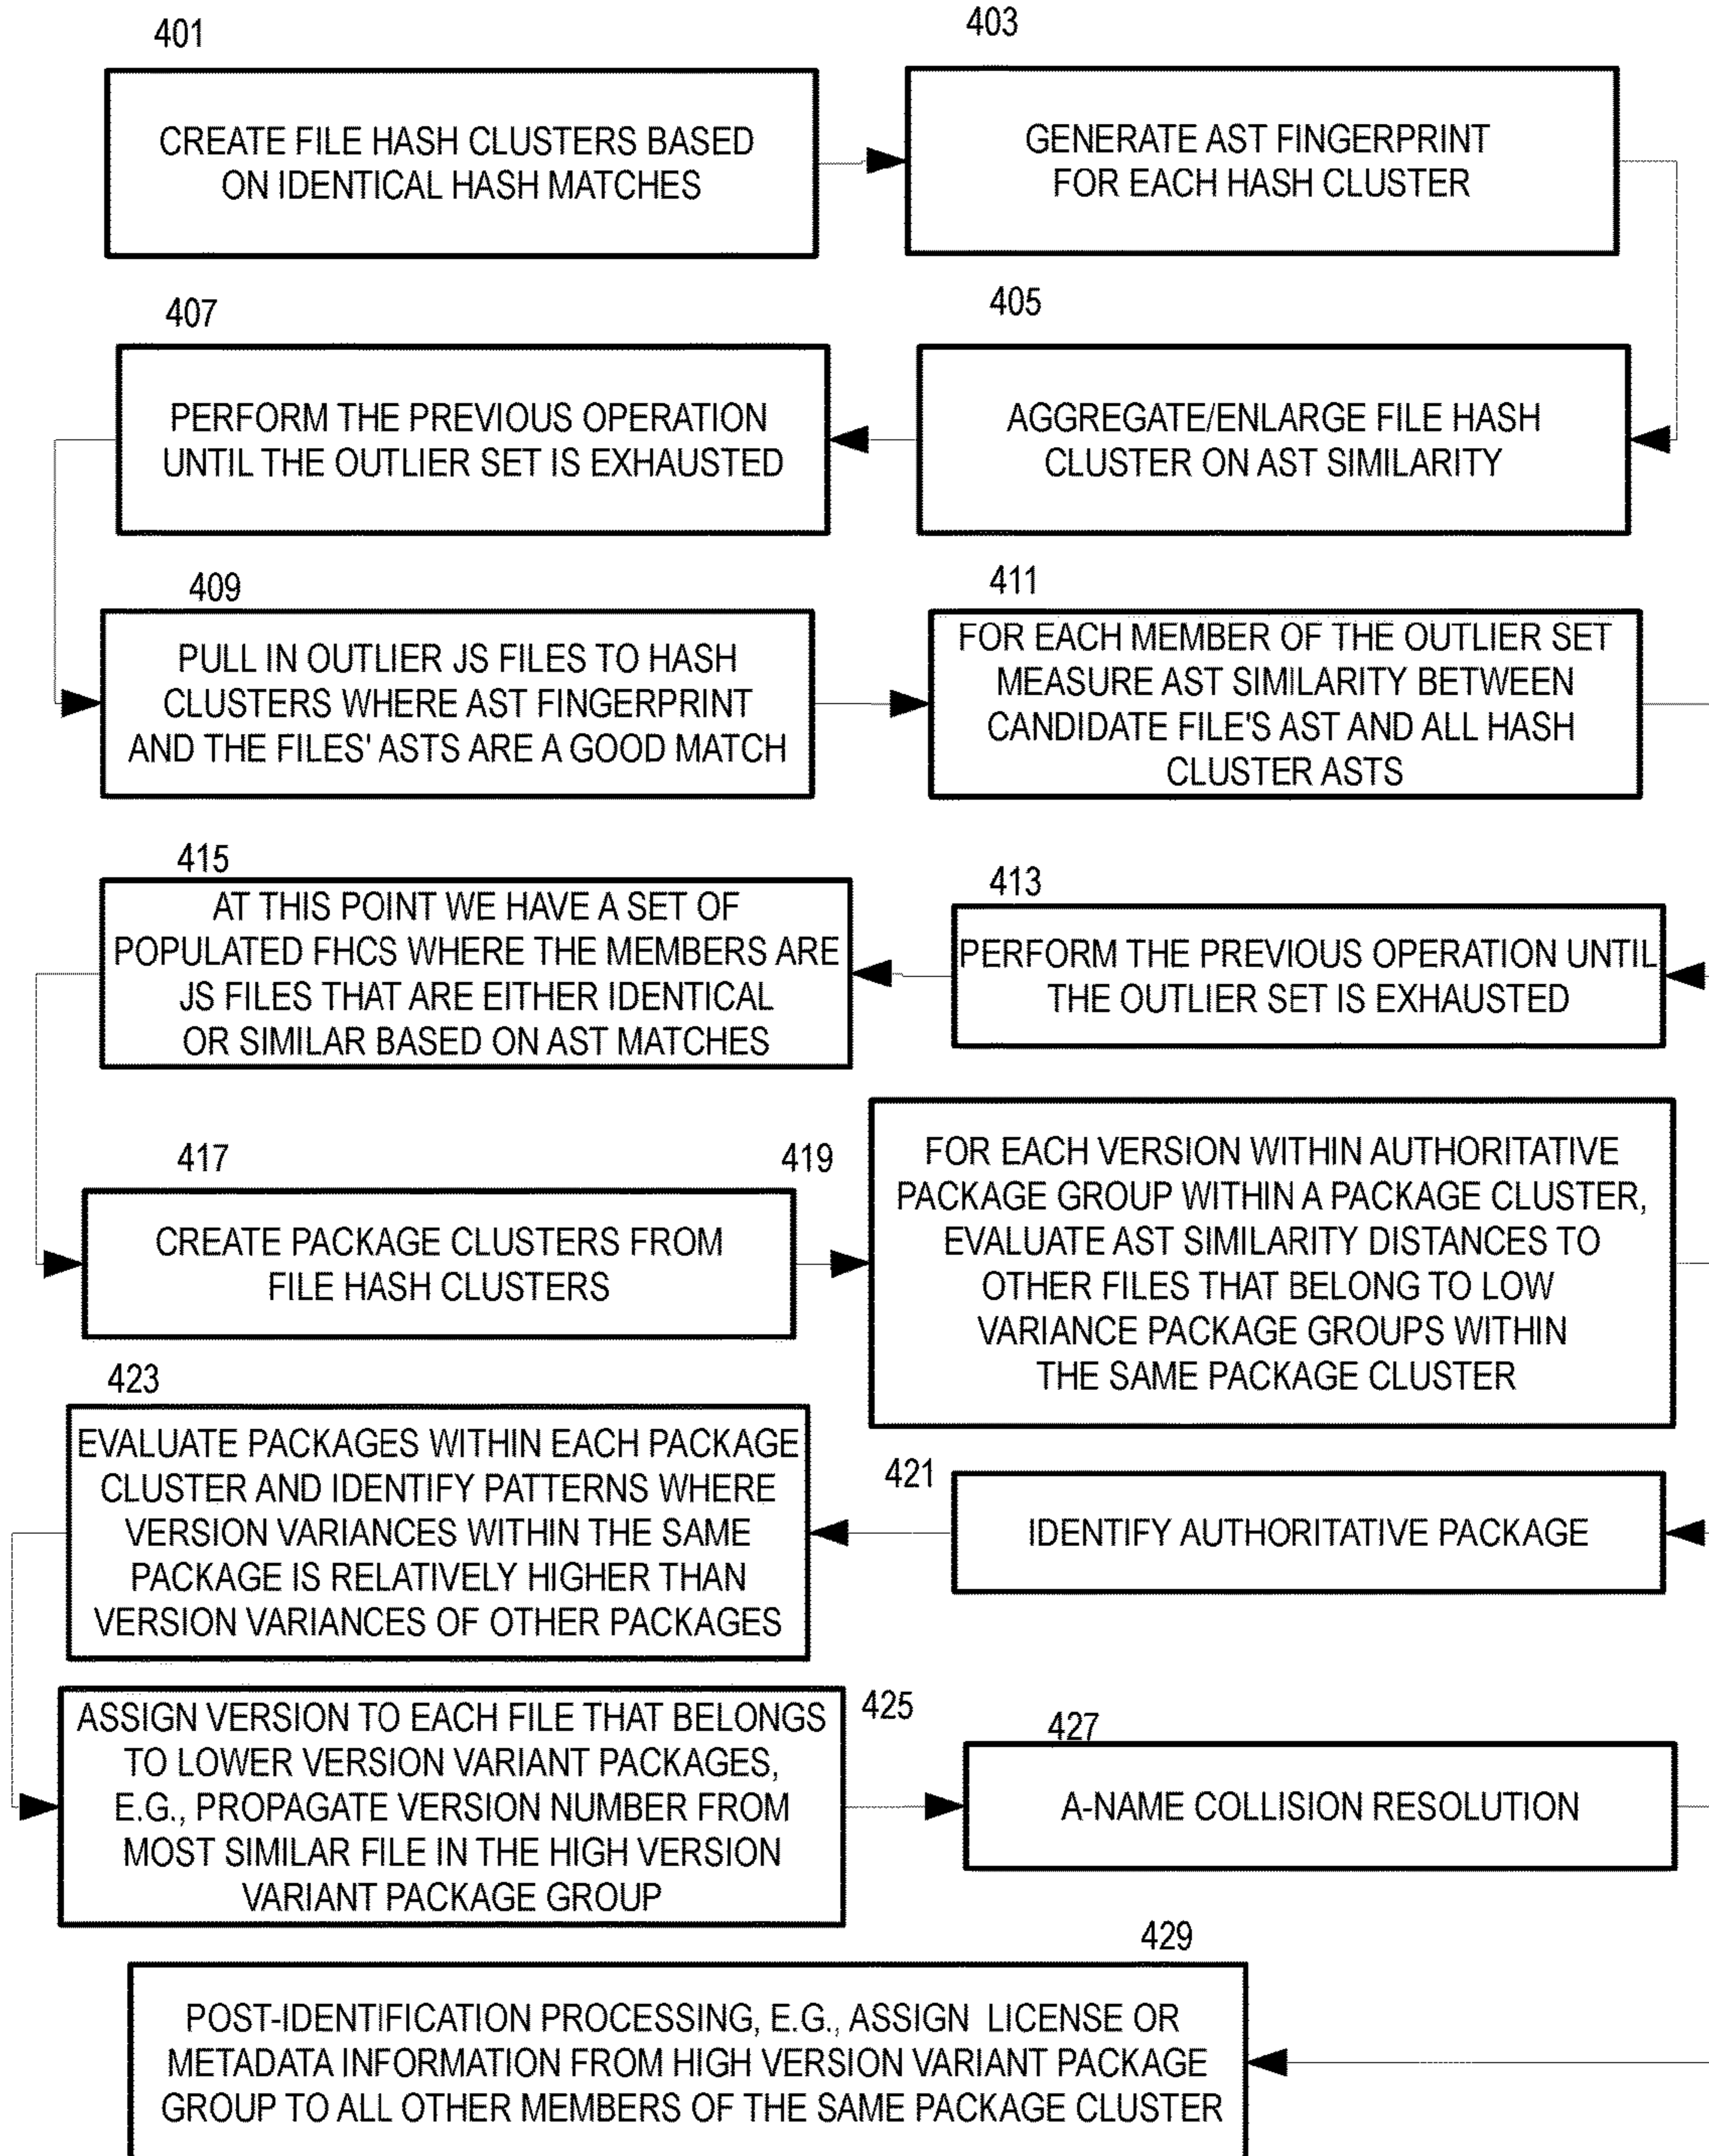 401
CREATE FILE HASH CLUSTERS BASED
ON IDENTICAL HASH MATCHES
403
GENERATE AST FINGERPRINT
FOR EACH HASH CLUSTER
405
AGGREGATE/ENLARGE FILE HASH
CLUSTER ON AST SIMILARITY
407
PERFORM THE PREVIOUS OPERATION
UNTIL THE OUTLIER SET IS EXHAUSTED
409
PULL IN OUTLIER JS FILES TO HASH
CLUSTERS WHERE AST FINGERPRINT
AND THE FILES' ASTS ARE A GOOD MATCH
411
FOR EACH MEMBER OF THE OUTLIER SET
MEASURE AST SIMILARITY BETWEEN
CANDIDATE FILE'S AST AND ALL HASH
CLUSTER ASTS
413
PERFORM THE PREVIOUS OPERATION UNTIL
THE OUTLIER SET IS EXHAUSTED
415
AT THIS POINT WE HAVE A SET OF
POPULATED FHCS WHERE THE MEMBERS ARE
JS FILES THAT ARE EITHER IDENTICAL
OR SIMILAR BASED ON AST MATCHES
417
CREATE PACKAGE CLUSTERS FROM
FILE HASH CLUSTERS
419
FOR EACH VERSION WITHIN AUTHORITATIVE
PACKAGE GROUP WITHIN A PACKAGE CLUSTER,
EVALUATE AST SIMILARITY DISTANCES TO
OTHER FILES THAT BELONG TO LOW
VARIANCE PACKAGE GROUPS WITHIN
THE SAME PACKAGE CLUSTER
421
IDENTIFY AUTHORITATIVE PACKAGE
423
EVALUATE PACKAGES WITHIN EACH PACKAGE
CLUSTER AND IDENTIFY PATTERNS WHERE
VERSION VARIANCES WITHIN THE SAME
PACKAGE IS RELATIVELY HIGHER THAN
VERSION VARIANCES OF OTHER PACKAGES
425
ASSIGN VERSION TO EACH FILE THAT BELONGS
TO LOWER VERSION VARIANT PACKAGES,
E.G., PROPAGATE VERSION NUMBER FROM
MOST SIMILAR FILE IN THE HIGH VERSION
VARIANT PACKAGE GROUP
427
A-NAME COLLISION RESOLUTION
429
POST-IDENTIFICATION PROCESSING, E.G., ASSIGN LICENSE OR
METADATA INFORMATION FROM HIGH VERSION VARIANT PACKAGE
GROUP TO ALL OTHER MEMBERS OF THE SAME PACKAGE CLUSTER